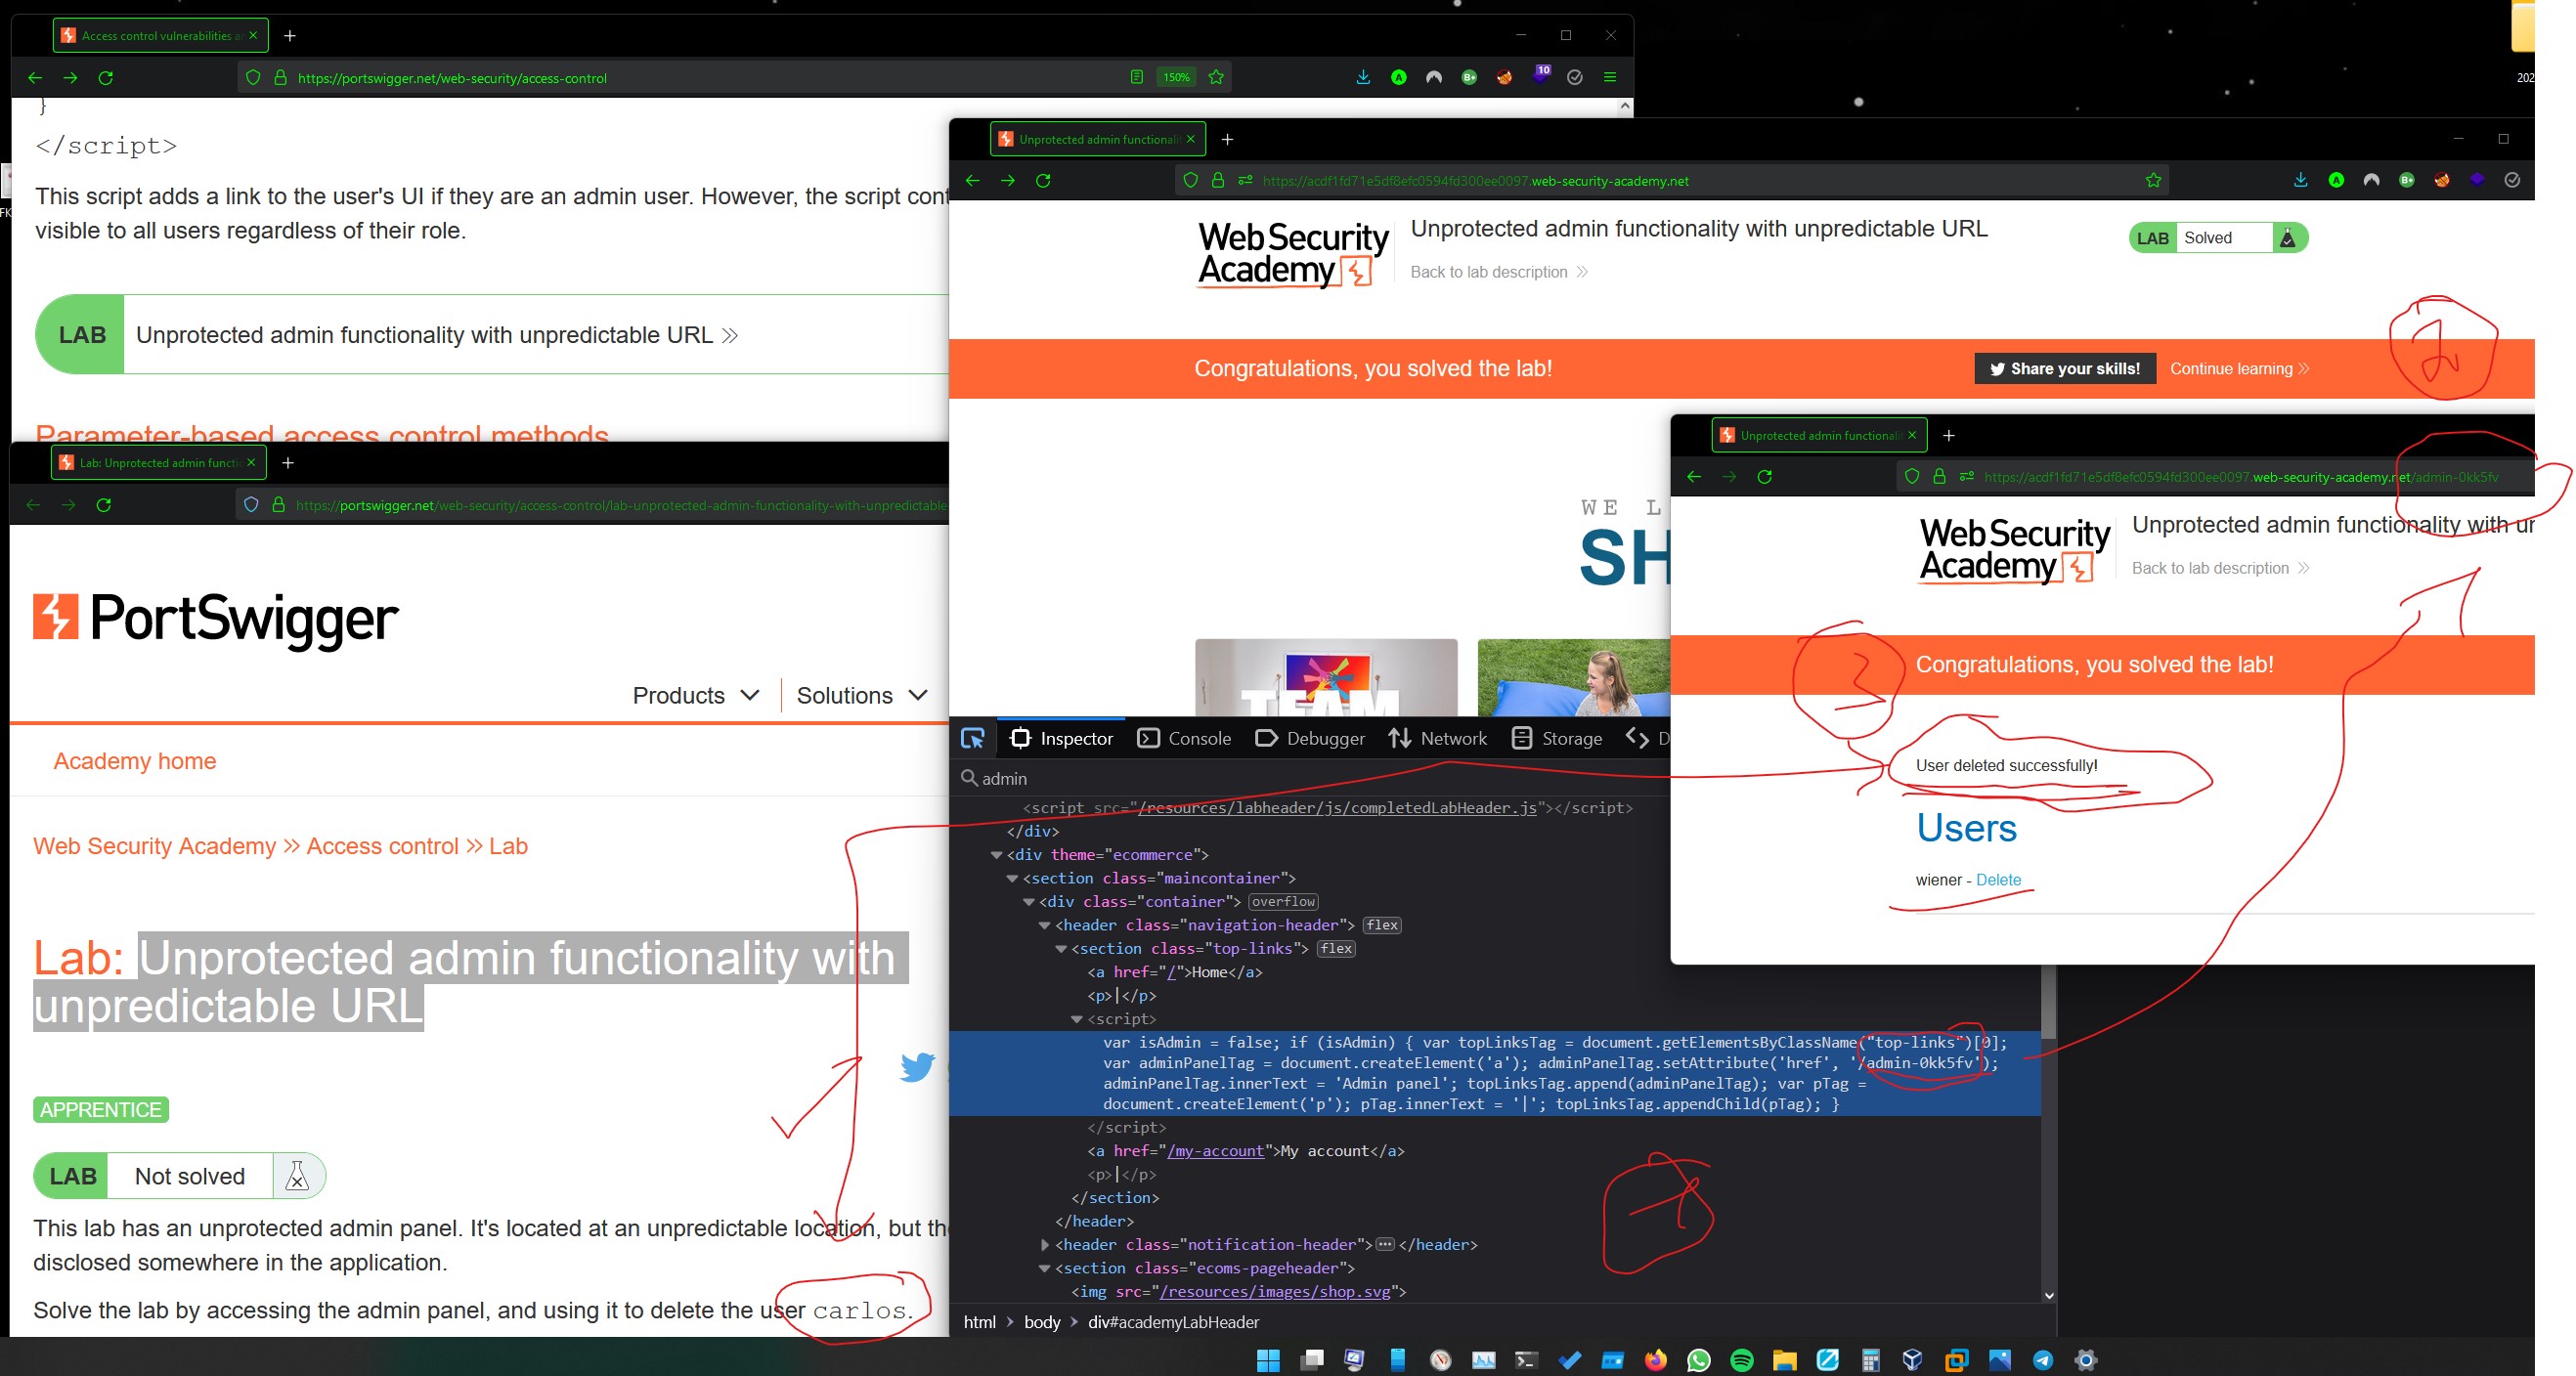 Access control vulnerabilities a
https://portswigger.net/web-security/access-control
150%
10
}
</script>
This script adds a link to the user's UI if they are an admin user. However, the script cont
visible to all users regardless of their role.
LAB
Unprotected admin functionality with unpredictable URL
Parameter-based access control methods
Lab: Unprotected admin functi
https://portswigger.net/web-security/access-control/lab-unprotected-admin-functionality-with-unpredictable
PortSwigger
Products
Solutions
Academy home
Web Security Academy >> Access control >> Lab
Lab: Unprotected admin functionality with
unpredictable URL
APPRENTICE
LAB Not solved
This lab has an unprotected admin panel. It's located at an unpredictable location, but th
disclosed somewhere in the application.
Solve the lab by accessing the admin panel, and using it to delete the user carlos.
Unprotected admin functionali
https://acdf1fd71e5df8efc0594fd300ee0097.web-security-academy.net
Web Security
Academy
Unprotected admin functionality with unpredictable URL
Back to lab description
LAB Solved
Congratulations, you solved the lab!
Share your skills!
Continue learning
2
WE L
SH
TEAM
Inspector
Console
Debugger
Network
Storage
D
admin
<script src="/resources/labheader/js/completedLabHeader.js"></script>
</div>
<div theme="ecommerce">
<section class="maincontainer">
<div class="container"> overflow
<header class="navigation-header"> flex
<section class="top-links"> flex
<a href="/">Home</a>
<p>|</p>
<script>
var isAdmin = false; if (isAdmin) { var topLinksTag = document.getElementsByClassName("top-links")[0];
var adminPanelTag = document.createElement('a'); adminPanelTag.setAttribute('href', '/admin-0kk5fv');
adminPanelTag.innerText = 'Admin panel'; topLinksTag.append(adminPanelTag); var pTag =
document.createElement('p'); pTag.innerText = '|'; topLinksTag.appendChild(pTag); }
</script>
<a href="/my-account">My account</a>
<p>|</p>
</section>
</header>
<header class="notification-header">…</header>
<section class="ecoms-pageheader">
<img src="/resources/images/shop.svg">
html > body > div#academyLabHeader
1
Unprotected admin functionali
https://acdf1fd71e5df8efc0594fd300ee0097.web-security-academy.net/admin-0kk5fv
Web Security
Academy
Unprotected admin functionality with un
Back to lab description
3
Congratulations, you solved the lab!
User deleted successfully!
Users
wiener - Delete
202
FK